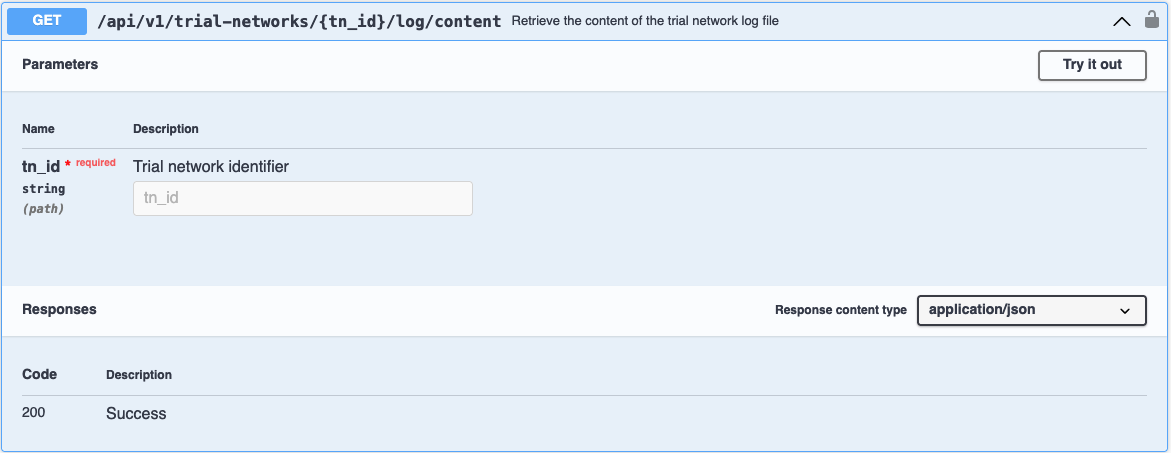 GET /api/v1/trial-networks/{tn_id}/log/content Retrieve the content of the trial network log file
Parameters Try it out
Name Description
tn_id * required Trial network identifier
string tn_id
(path)
Responses Response content type application/json
Code Description
200 Success